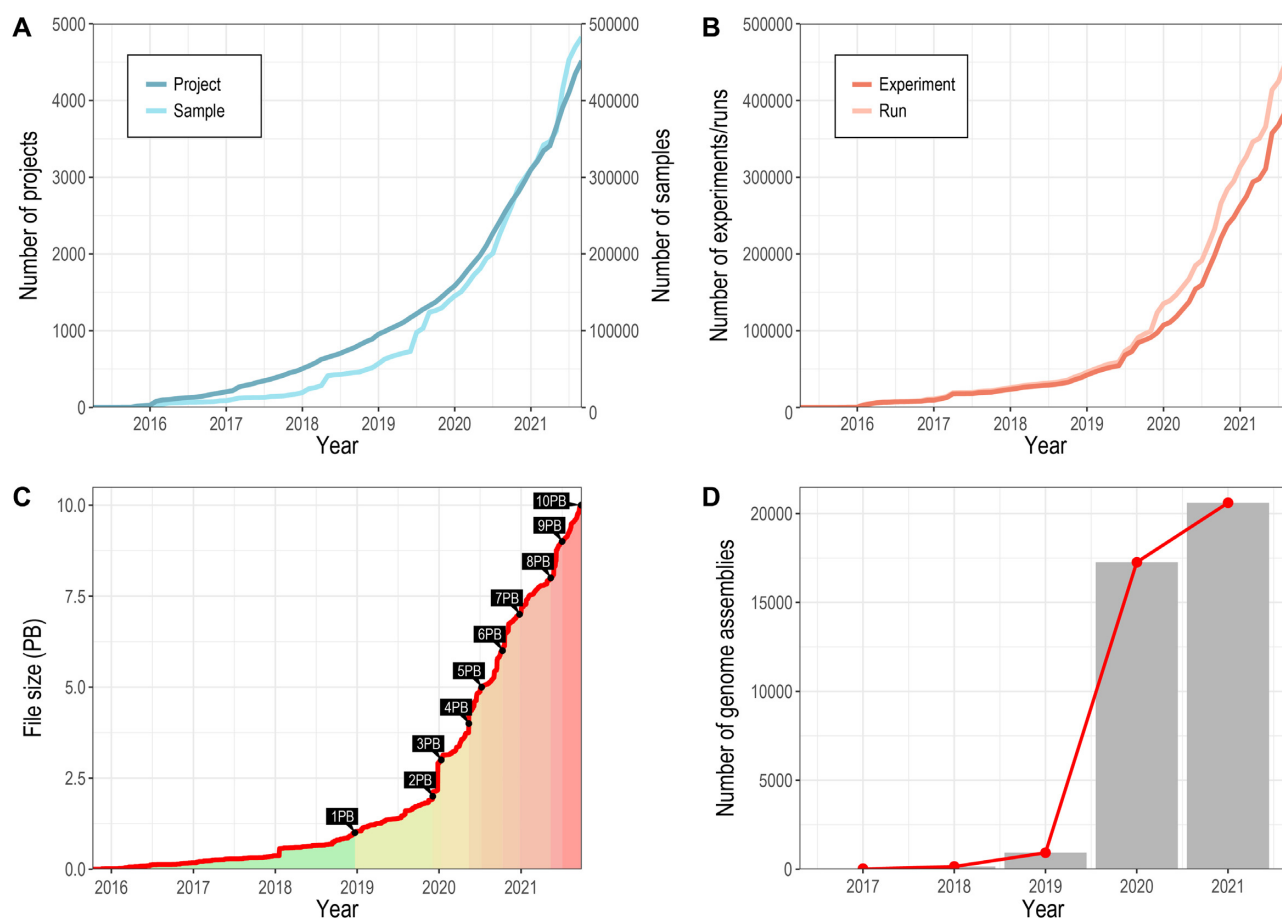 A
Number of projects
5000
4000
3000
2000
1000
0
Project
Sample
500000
400000
300000
200000
100000
0
Number of samples
2016 2017 2018 2019 2020 2021
Year
B
Number of experiments/runs
500000
400000
300000
200000
100000
0
Experiment
Run
2016 2017 2018 2019 2020 2021
Year
C
File size (PB)
10.0
7.5
5.0
2.5
0.0
10PB
9PB
8PB
7PB
6PB
5PB
4PB
3PB
2PB
1PB
2016 2017 2018 2019 2020 2021
Year
D
Number of genome assemblies
20000
15000
10000
5000
0
2017 2018 2019 2020 2021
Year